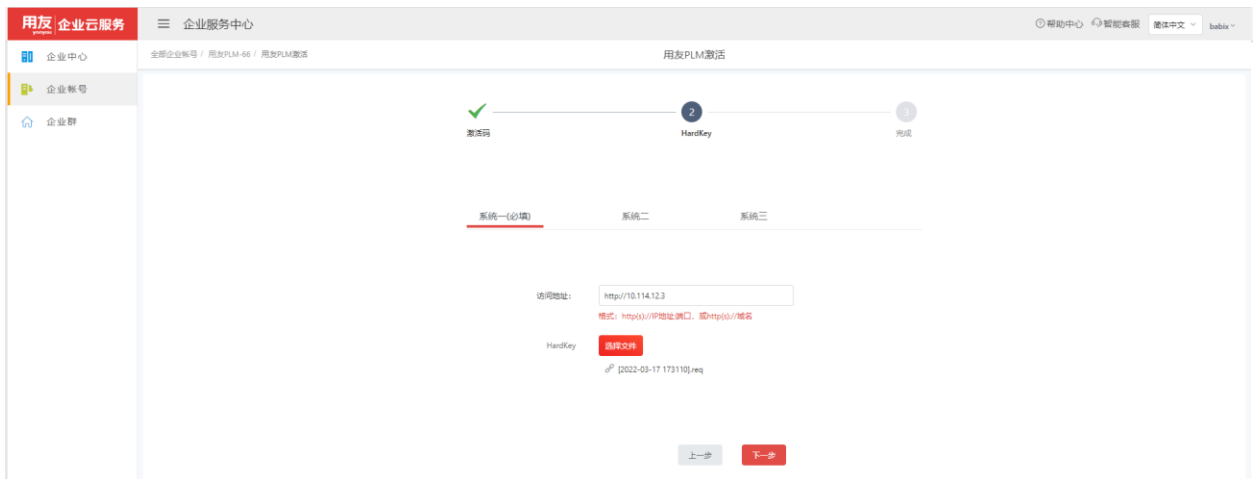 用友 企业云服务
yonyou
企业服务中心
帮助中心 智能客服 简体中文 babix
企业中心
企业帐号
企业群
全部企业帐号 / 用友PLM-66 / 用友PLM激活
用友PLM激活
2
3
激活码
HardKey
完成
系统一(必填)
系统二
系统三
访问地址：
http://10.114.12.3
格式：http(s)://IP地址:端口，或http(s)://域名
HardKey
选择文件
[2022-03-17 173110].req
上一步
下一步